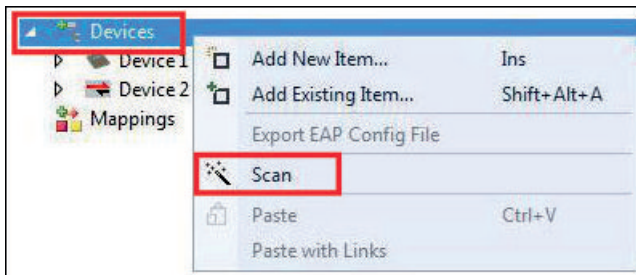 Devices
Device 1
Device 2
Mappings
Add New Item... Ins
Add Existing Item... Shift+Alt+A
Export EAP Config File
Scan
Paste Ctrl+V
Paste with Links